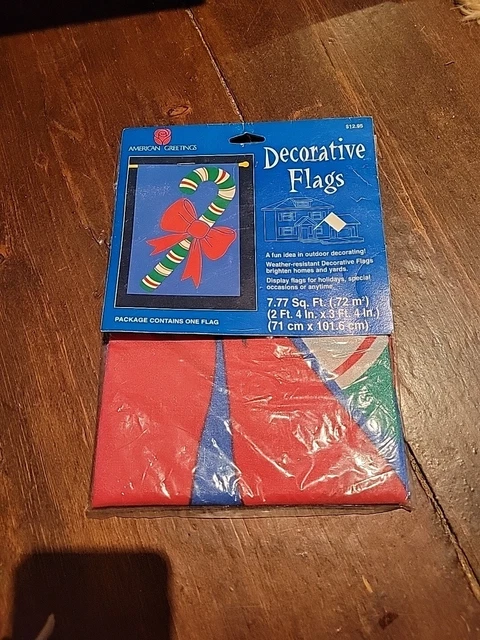 $12.95
AMERICAN GREETINGS
Decorative
Flags
A fun idea in outdoor decorating!
Weather-resistant Decorative Flags
brighten homes and yards.
Display flags for holidays, special
occasions or anytime.
7.77 Sq. Ft. (.72 m²)
(2 Ft. 4 In. x 3 Ft. 4 In.)
(71 cm x 101.6 cm)
PACKAGE CONTAINS ONE FLAG